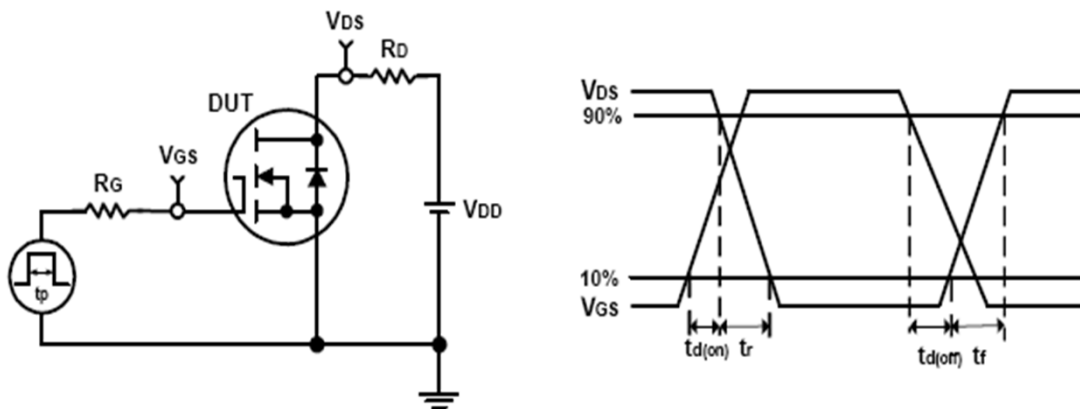 VDS
RD
DUT
VGS
RG
VDD
tp
VDS
90%
10%
VGS
td(on) tr
td(off) tf